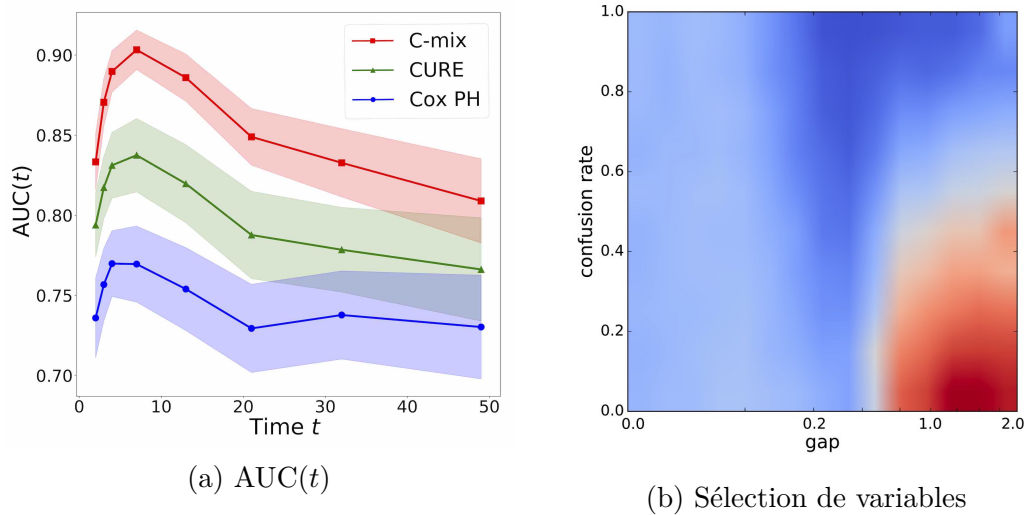 C-mix
CURE
Cox PH
0.90
0.85
0.80
0.75
0.70
AUC(t)
0 10 20 30 40 50
Time t
(a) AUC(t)
1.0
0.8
0.6
0.4
0.2
0.0
confusion rate
0.0 0.2 1.0 2.0
gap
(b) Sélection de variables